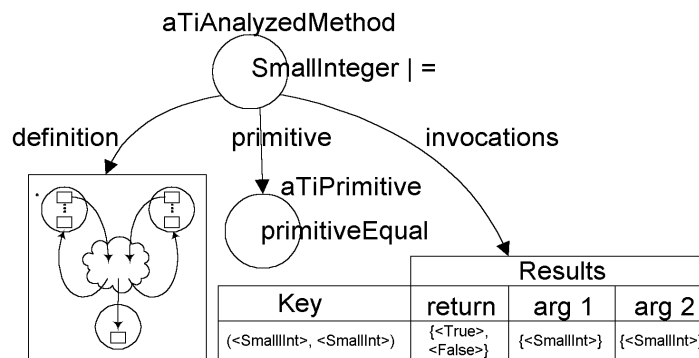 aTiAnalyzedMethod
SmallInteger | =
definition
primitive
invocations
aTiPrimitive
primitiveEqual
Results
Key
return
arg 1
arg 2
(<SmallIInt>, <SmallInt>)
{<True>,
<False>}
{<SmallInt>}
{<SmallInt>